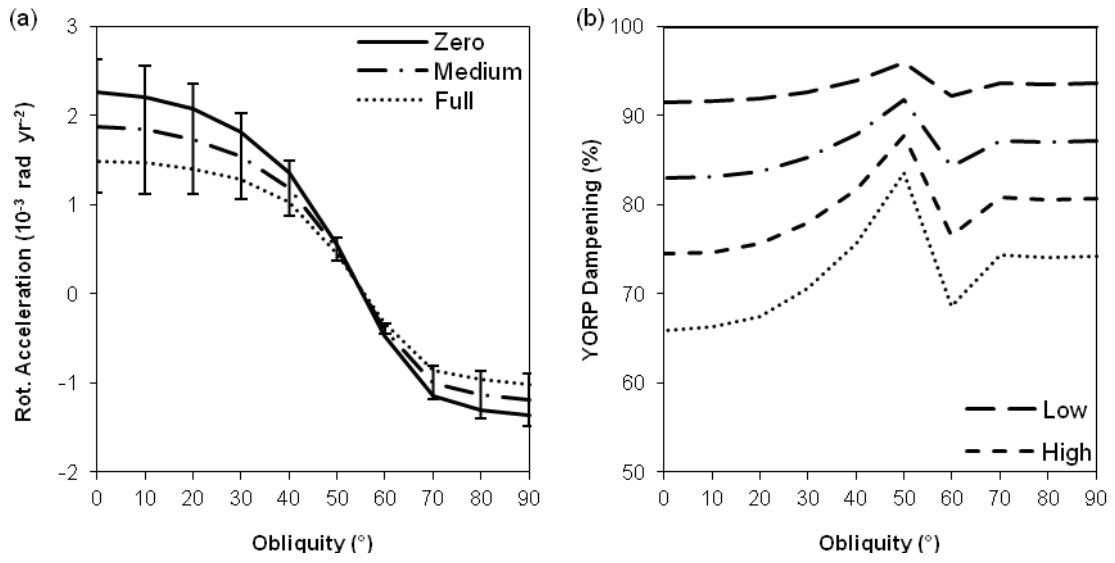 (a)
3
2
1
0
-1
-2
Rot. Acceleration (10⁻³ rad yr⁻²)
Zero
Medium
Full
0 10 20 30 40 50 60 70 80 90
Obliquity (°)
(b)
100
90
80
70
60
50
YORP Dampening (%)
Low
High
0 10 20 30 40 50 60 70 80 90
Obliquity (°)